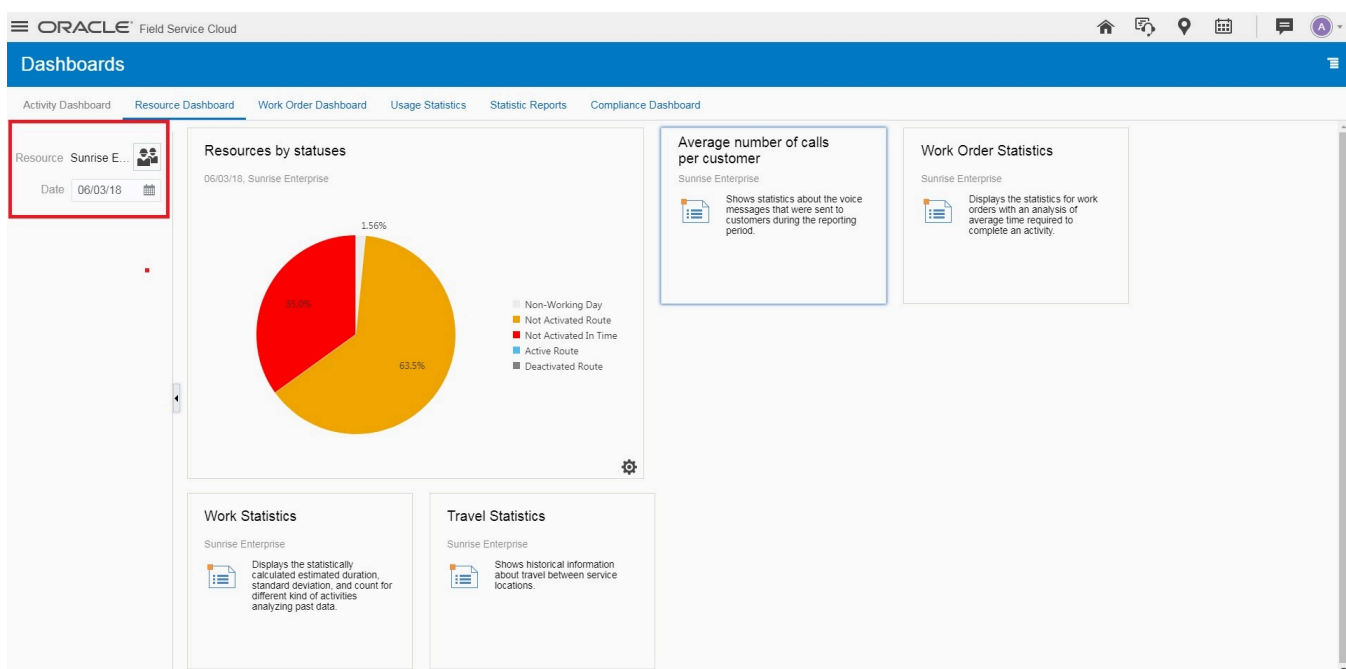 ORACLE Field Service Cloud
A
Dashboards
Activity Dashboard Resource Dashboard Work Order Dashboard Usage Statistics Statistic Reports Compliance Dashboard
Resource Sunrise E...
Date 06/03/18
Resources by statuses
06/03/18, Sunrise Enterprise
1.56%
35.0%
63.5%
Non-Working Day
Not Activated Route
Not Activated In Time
Active Route
Deactivated Route
Average number of calls
per customer
Sunrise Enterprise
Shows statistics about the voice
messages that were sent to
customers during the reporting
period.
Work Order Statistics
Sunrise Enterprise
Displays the statistics for work
orders with an analysis of
average time required to
complete an activity.
Work Statistics
Sunrise Enterprise
Displays the statistically
calculated estimated duration,
standard deviation, and count for
different kind of activities
analyzing past data.
Travel Statistics
Sunrise Enterprise
Shows historical information
about travel between service
locations.